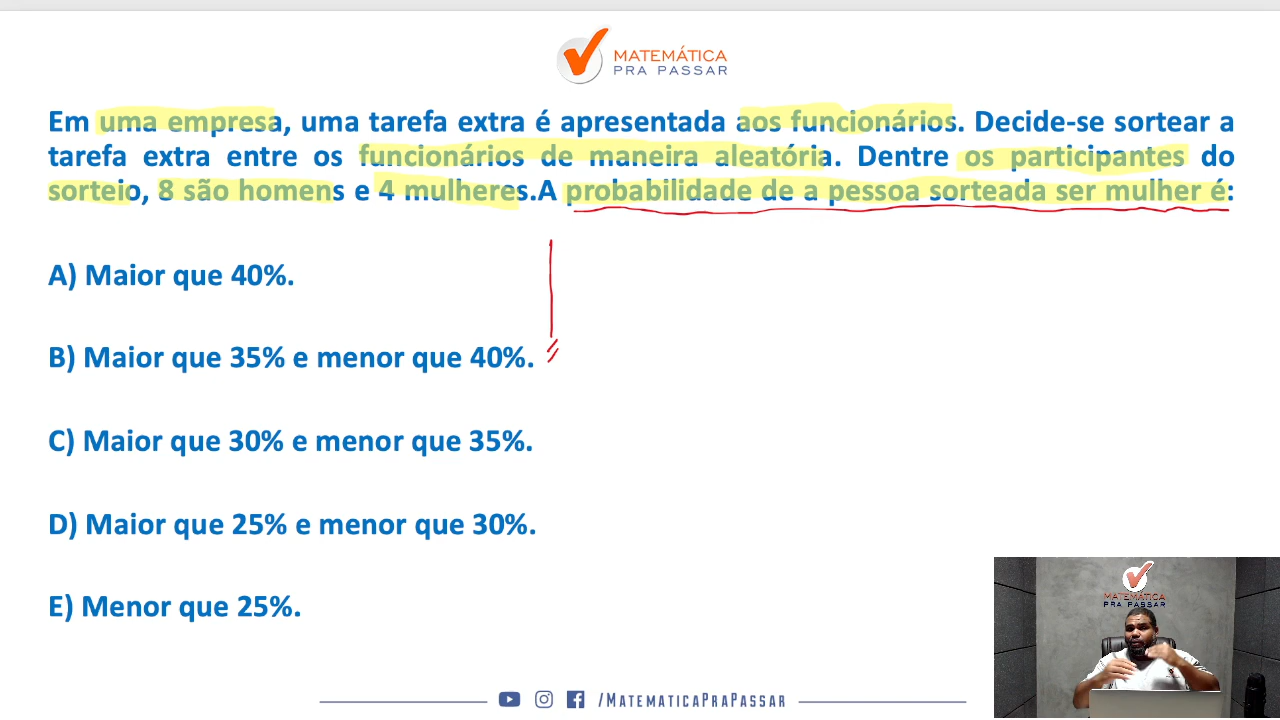 MATEMÁTICA
PRA PASSAR
Em uma empresa, uma tarefa extra é apresentada aos funcionários. Decide-se sortear a
tarefa extra entre os funcionários de maneira aleatória. Dentre os participantes do
sorteio, 8 são homens e 4 mulheres.A probabilidade de a pessoa sorteada ser mulher é:
A) Maior que 40%.
B) Maior que 35% e menor que 40%.
C) Maior que 30% e menor que 35%.
D) Maior que 25% e menor que 30%.
E) Menor que 25%.
MATEMÁTICA
PRA PASSAR
/MatematicaPraPassar